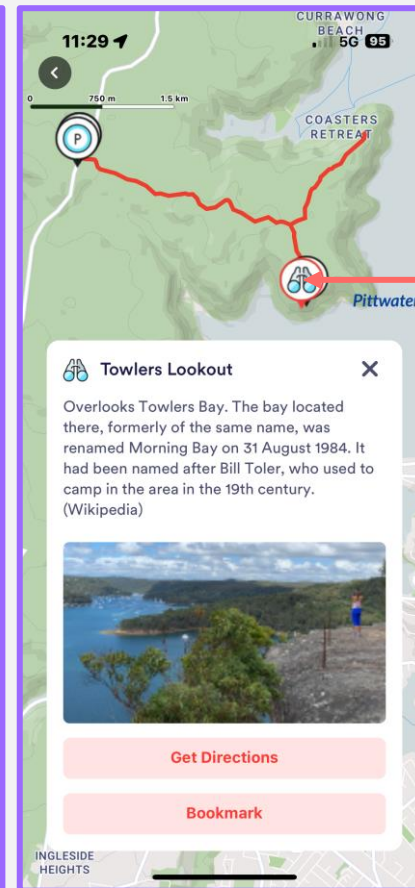 CURRAWONG
BEACH
11:29
5G 95
0 750 m 1.5 km
COASTERS
RETREAT
P
Pittwater
Towlers Lookout
Overlooks Towlers Bay. The bay located
there, formerly of the same name, was
renamed Morning Bay on 31 August 1984. It
had been named after Bill Toler, who used to
camp in the area in the 19th century.
(Wikipedia)
Get Directions
Bookmark
INGLESIDE
HEIGHTS